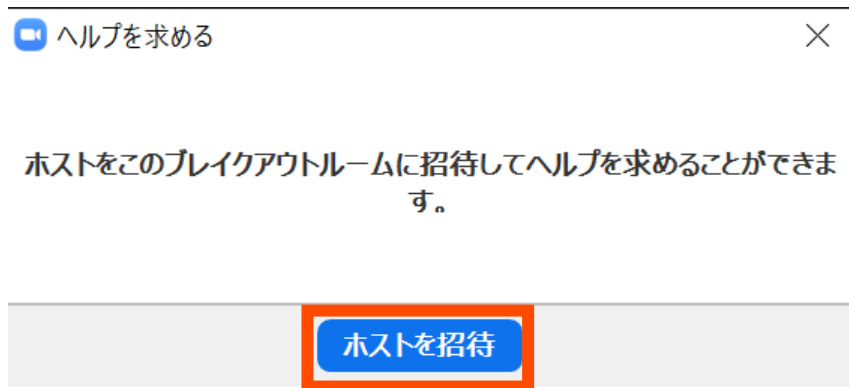 ヘルプを求める
ホストをこのブレイクアウトルームに招待してヘルプを求めることができま
す。
ホストを招待